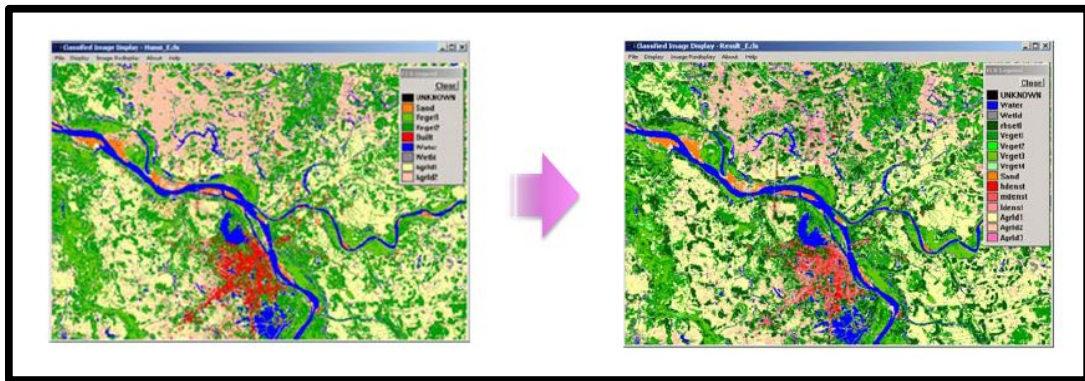 Classified Image Display - Hanoi_E.cls
File Display Image Redisplay About Help
Close
UNKNOWN
Sand
Veget1
Veget2
Built
Water
Wetld
Agrld1
Agrld2
Classified Image Display - Result_E.cls
File Display Image Redisplay About Help
Close
UNKNOWN
Water
Wetld
Veget1
Veget2
Veget3
Veget4
Sand
hdenst
mdenst
ldenst
Agrld1
Agrld2
Agrld3